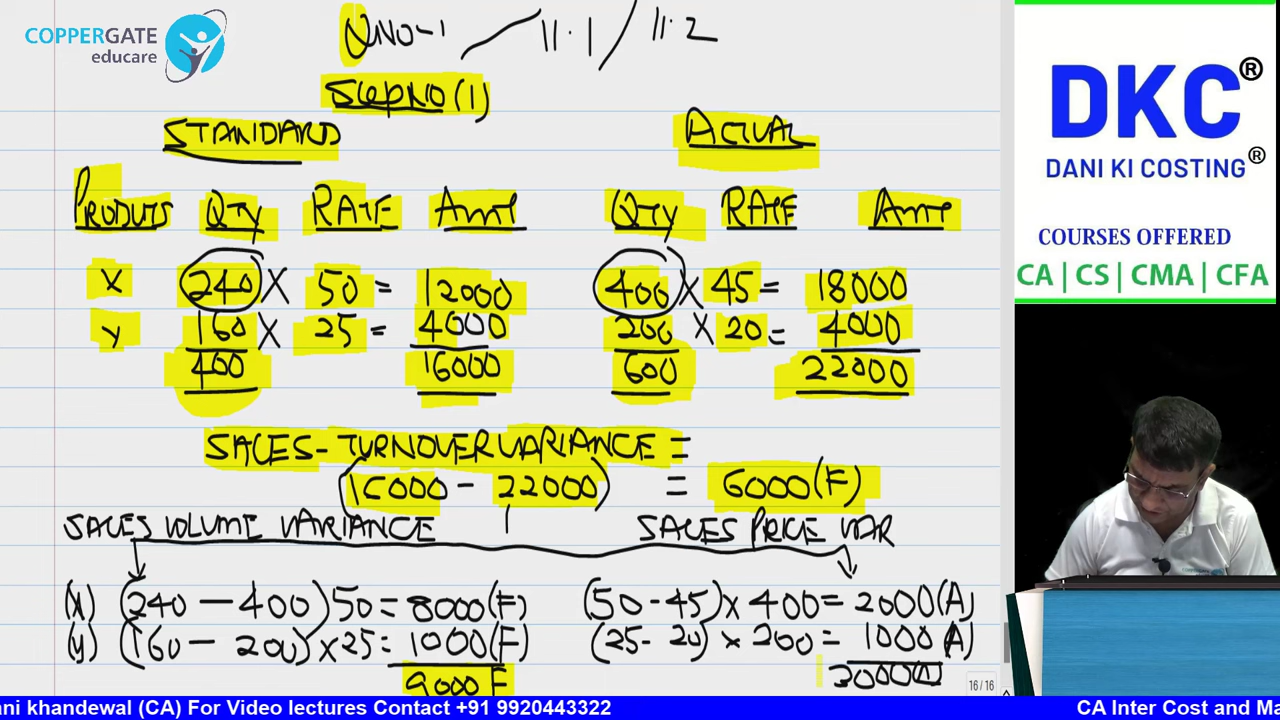 COPPERGATE
educare
QNO-1 / 11.1 / 11.2
Step NO (1)
STANDARD ACTUAL
PRODUTS QTy RATE Amt QTy RATE Amt
X 240 X 50 = 12000 400 X 45 = 18000
y 160 X 25 = 4000 200 X 20 = 4000
400 16000 600 22000
SALES- TURNOVER VARIANCE =
(16000 - 22000) = 6000(F)
SALES VOLUME VARIANCE SALES PRICE VAR
(x) (240 - 400) 50 = 8000(F) (50-45) x 400 = 2000(A)
(y) (160 - 200) x 25 = 1000(F) (25-20) x 200 = 1000(A)
9000 F 3000(A)
16/16
DKC®
DANI KI COSTING®
COURSES OFFERED
CA | CS | CMA | CFA
ani khandewal (CA) For Video lectures Contact +91 9920443322 CA Inter Cost and Ma